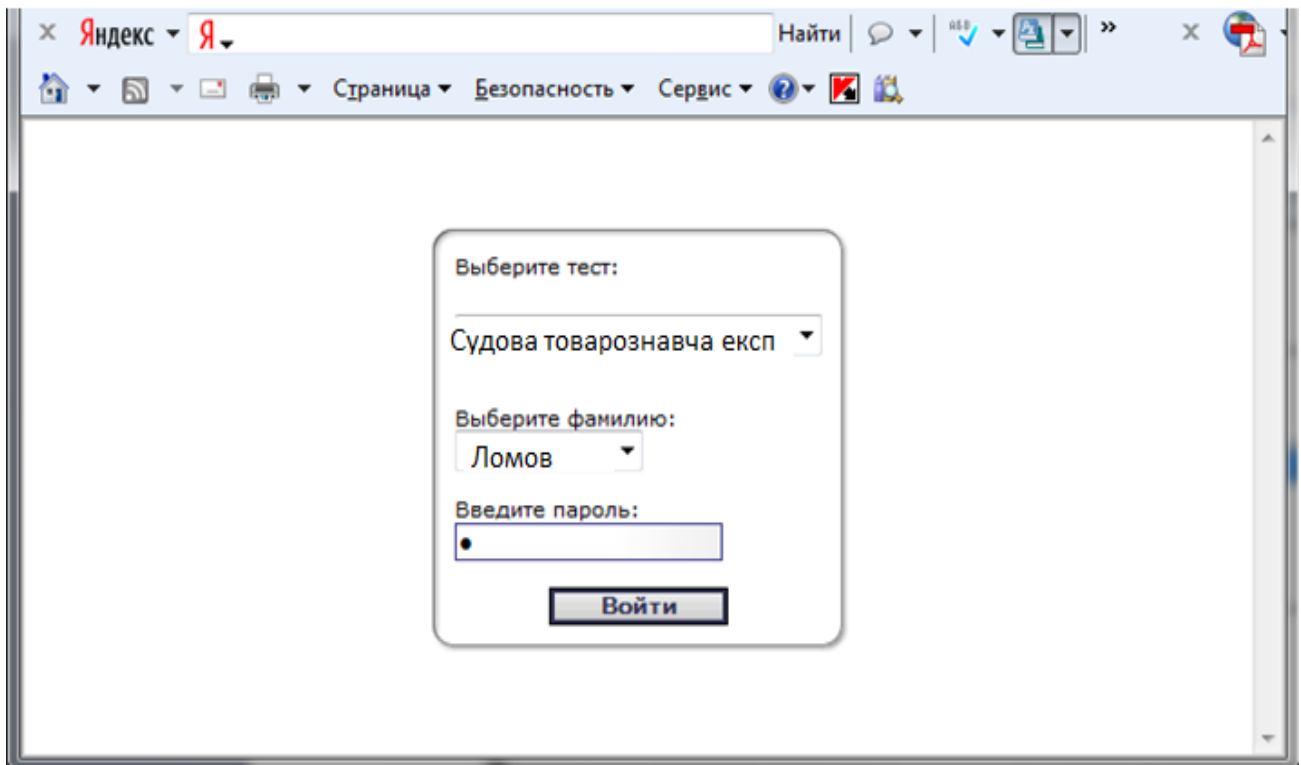 Яндекс Я Найти »
Страница Безопасность Сервис
Выберите тест:
Судова товарознавча експ
Выберите фамилию:
Ломов
Введите пароль:
Войти